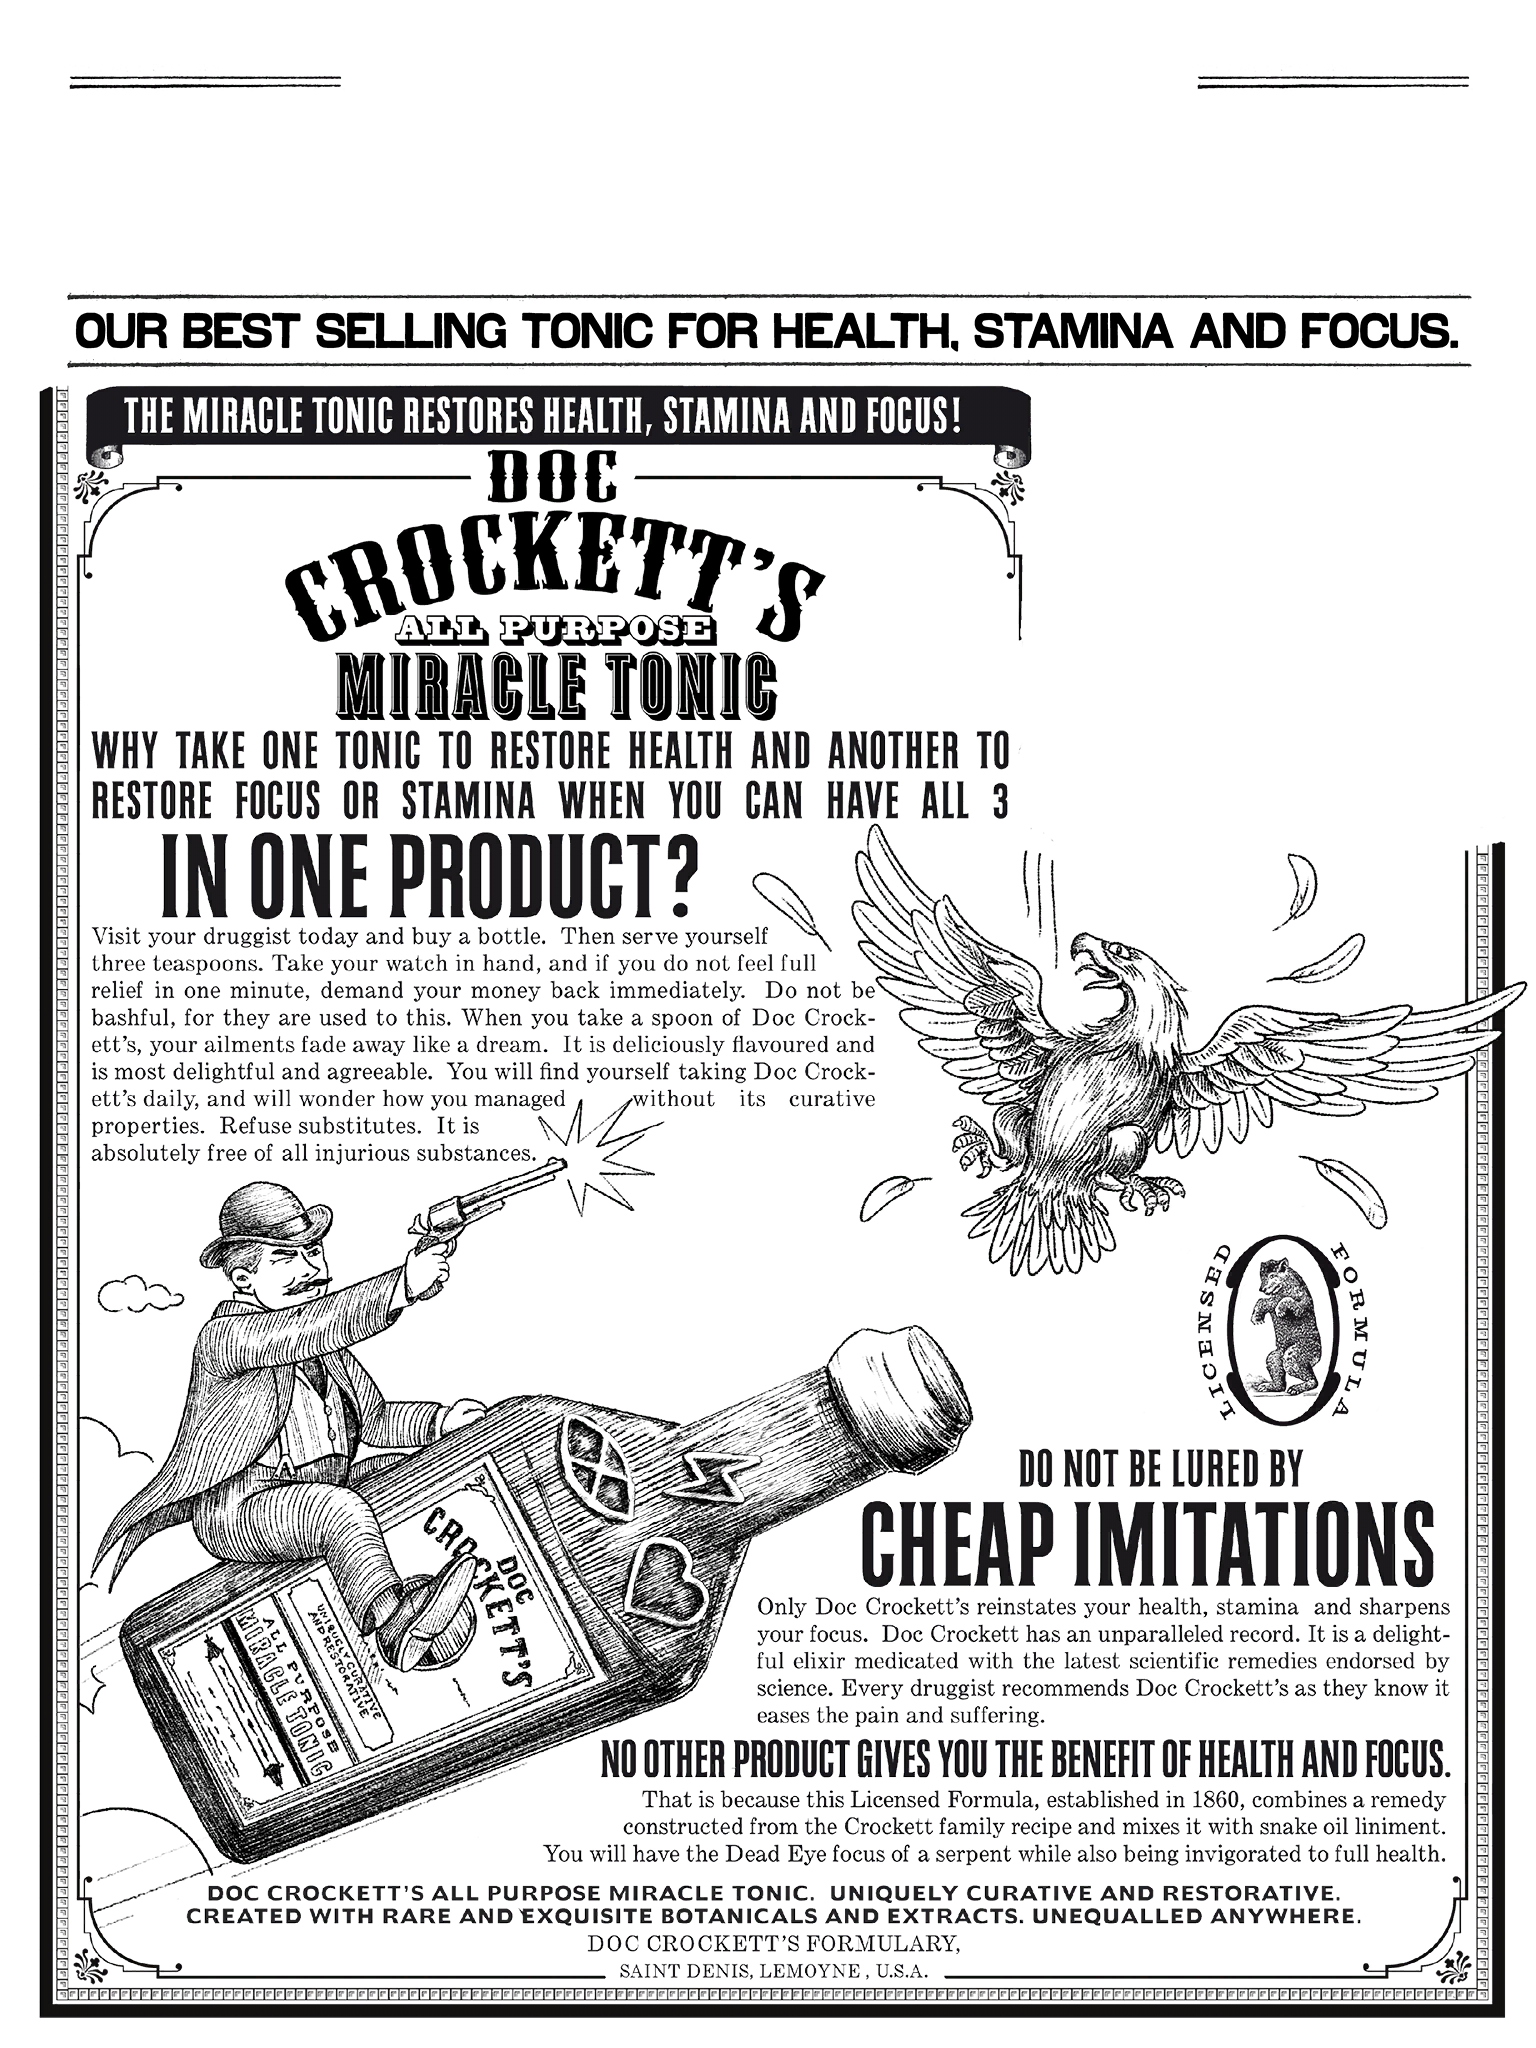 OUR BEST SELLING TONIC FOR HEALTH, STAMINA AND FOCUS.
THE MIRACLE TONIC RESTORES HEALTH, STAMINA AND FOCUS!
DOC
CROCKETT'S
ALL PURPOSE
MIRACLE TONIC
WHY TAKE ONE TONIC TO RESTORE HEALTH AND ANOTHER TO
RESTORE FOCUS OR STAMINA WHEN YOU CAN HAVE ALL 3
IN ONE PRODUCT?
Visit your druggist today and buy a bottle. Then serve yourself
three teaspoons. Take your watch in hand, and if you do not feel full
relief in one minute, demand your money back immediately. Do not be
bashful, for they are used to this. When you take a spoon of Doc Crock-
ett's, your ailments fade away like a dream. It is deliciously flavoured and
is most delightful and agreeable. You will find yourself taking Doc Crock-
ett's daily, and will wonder how you managed without its curative
properties. Refuse substitutes. It is
absolutely free of all injurious substances.
LICENSED FORMULA
DOC
CROCKETT'S
UNIQUELY CURATIVE
AND RESTORATIVE
ALL PURPOSE
MIRACLE TONIC
DO NOT BE LURED BY
CHEAP IMITATIONS
Only Doc Crockett's reinstates your health, stamina and sharpens
your focus. Doc Crockett has an unparalleled record. It is a delight-
ful elixir medicated with the latest scientific remedies endorsed by
science. Every druggist recommends Doc Crockett's as they know it
eases the pain and suffering.
NO OTHER PRODUCT GIVES YOU THE BENEFIT OF HEALTH AND FOCUS.
That is because this Licensed Formula, established in 1860, combines a remedy
constructed from the Crockett family recipe and mixes it with snake oil liniment.
You will have the Dead Eye focus of a serpent while also being invigorated to full health.
DOC CROCKETT'S ALL PURPOSE MIRACLE TONIC. UNIQUELY CURATIVE AND RESTORATIVE.
CREATED WITH RARE AND EXQUISITE BOTANICALS AND EXTRACTS. UNEQUALLED ANYWHERE.
DOC CROCKETT'S FORMULARY,
SAINT DENIS, LEMOYNE, U.S.A.